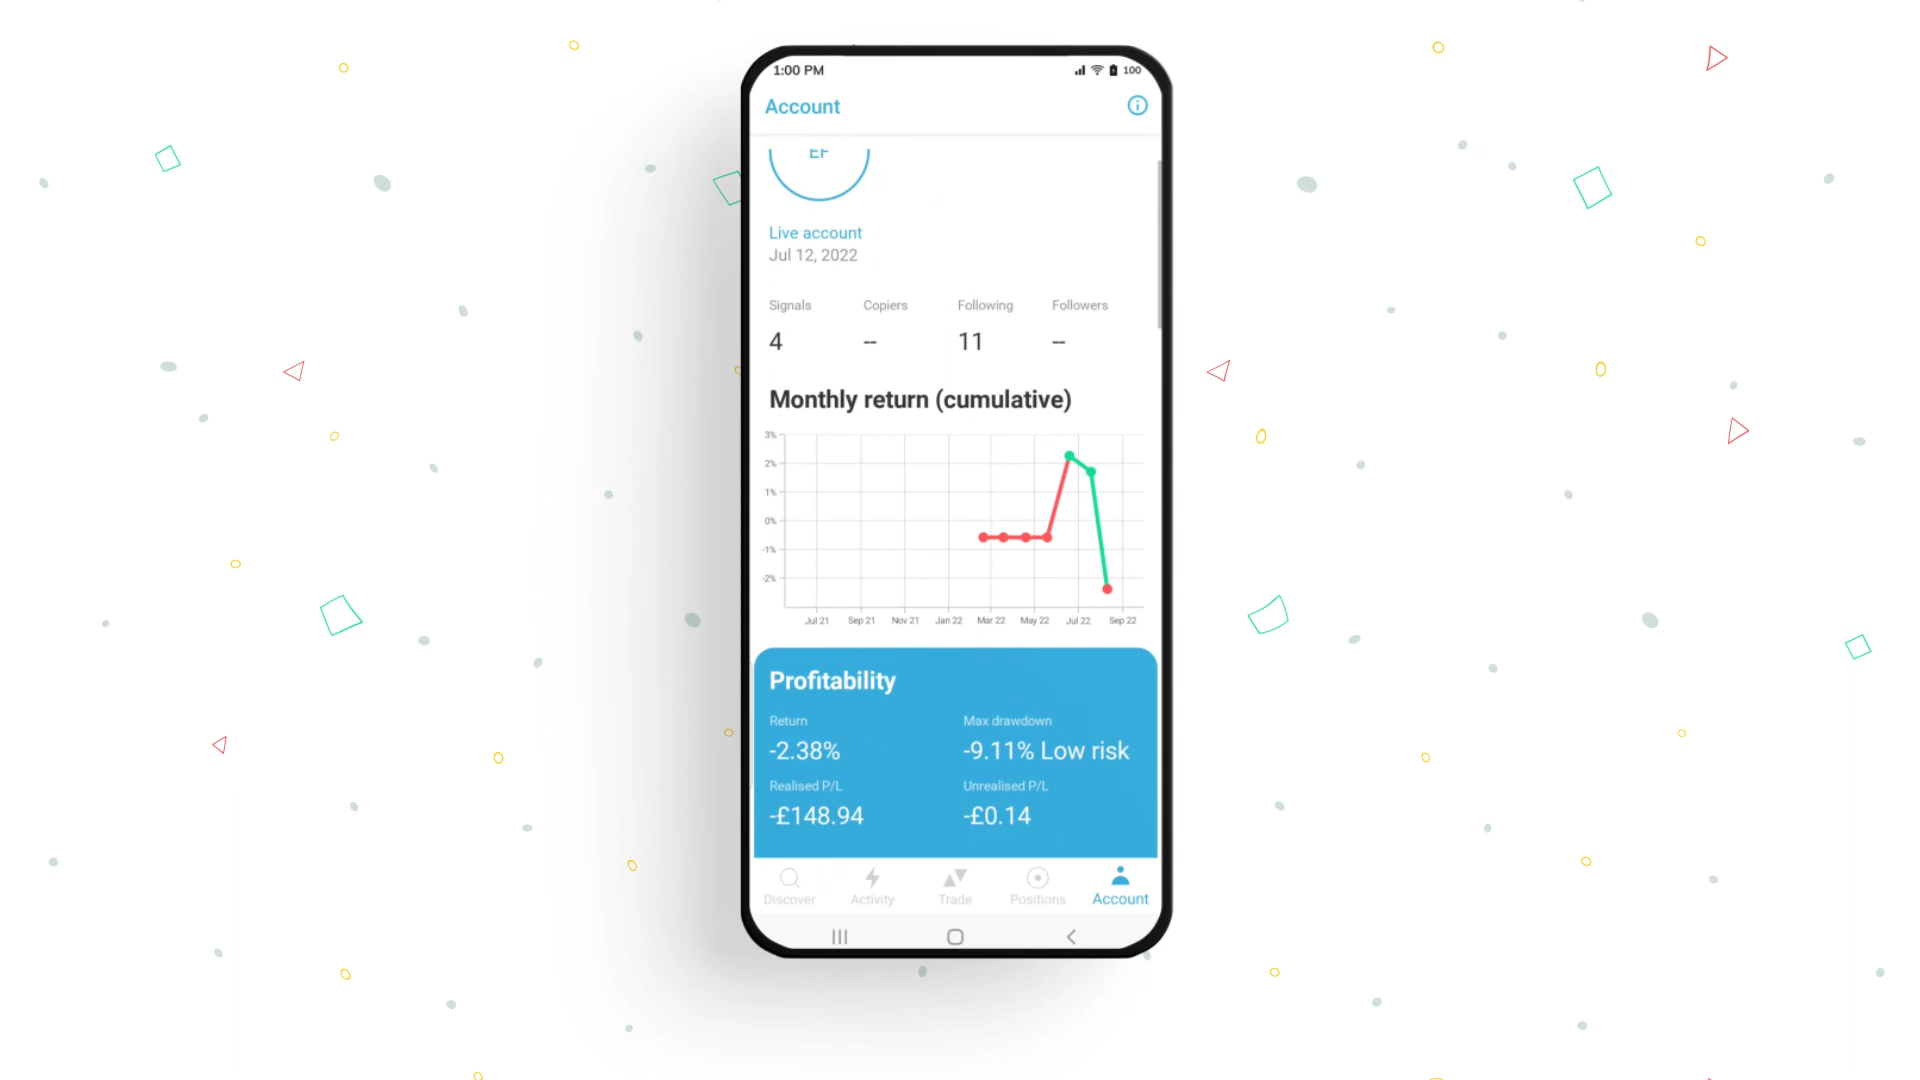 1:00 PM 100
Account
EF
Live account
Jul 12, 2022
Signals Copiers Following Followers
4 -- 11 --
Monthly return (cumulative)
3%
2%
1%
0%
-1%
-2%
Jul 21 Sep 21 Nov 21 Jan 22 Mar 22 May 22 Jul 22 Sep 22
Profitability
Return Max drawdown
-2.38% -9.11% Low risk
Realised P/L Unrealised P/L
-£148.94 -£0.14
Discover Activity Trade Positions Account